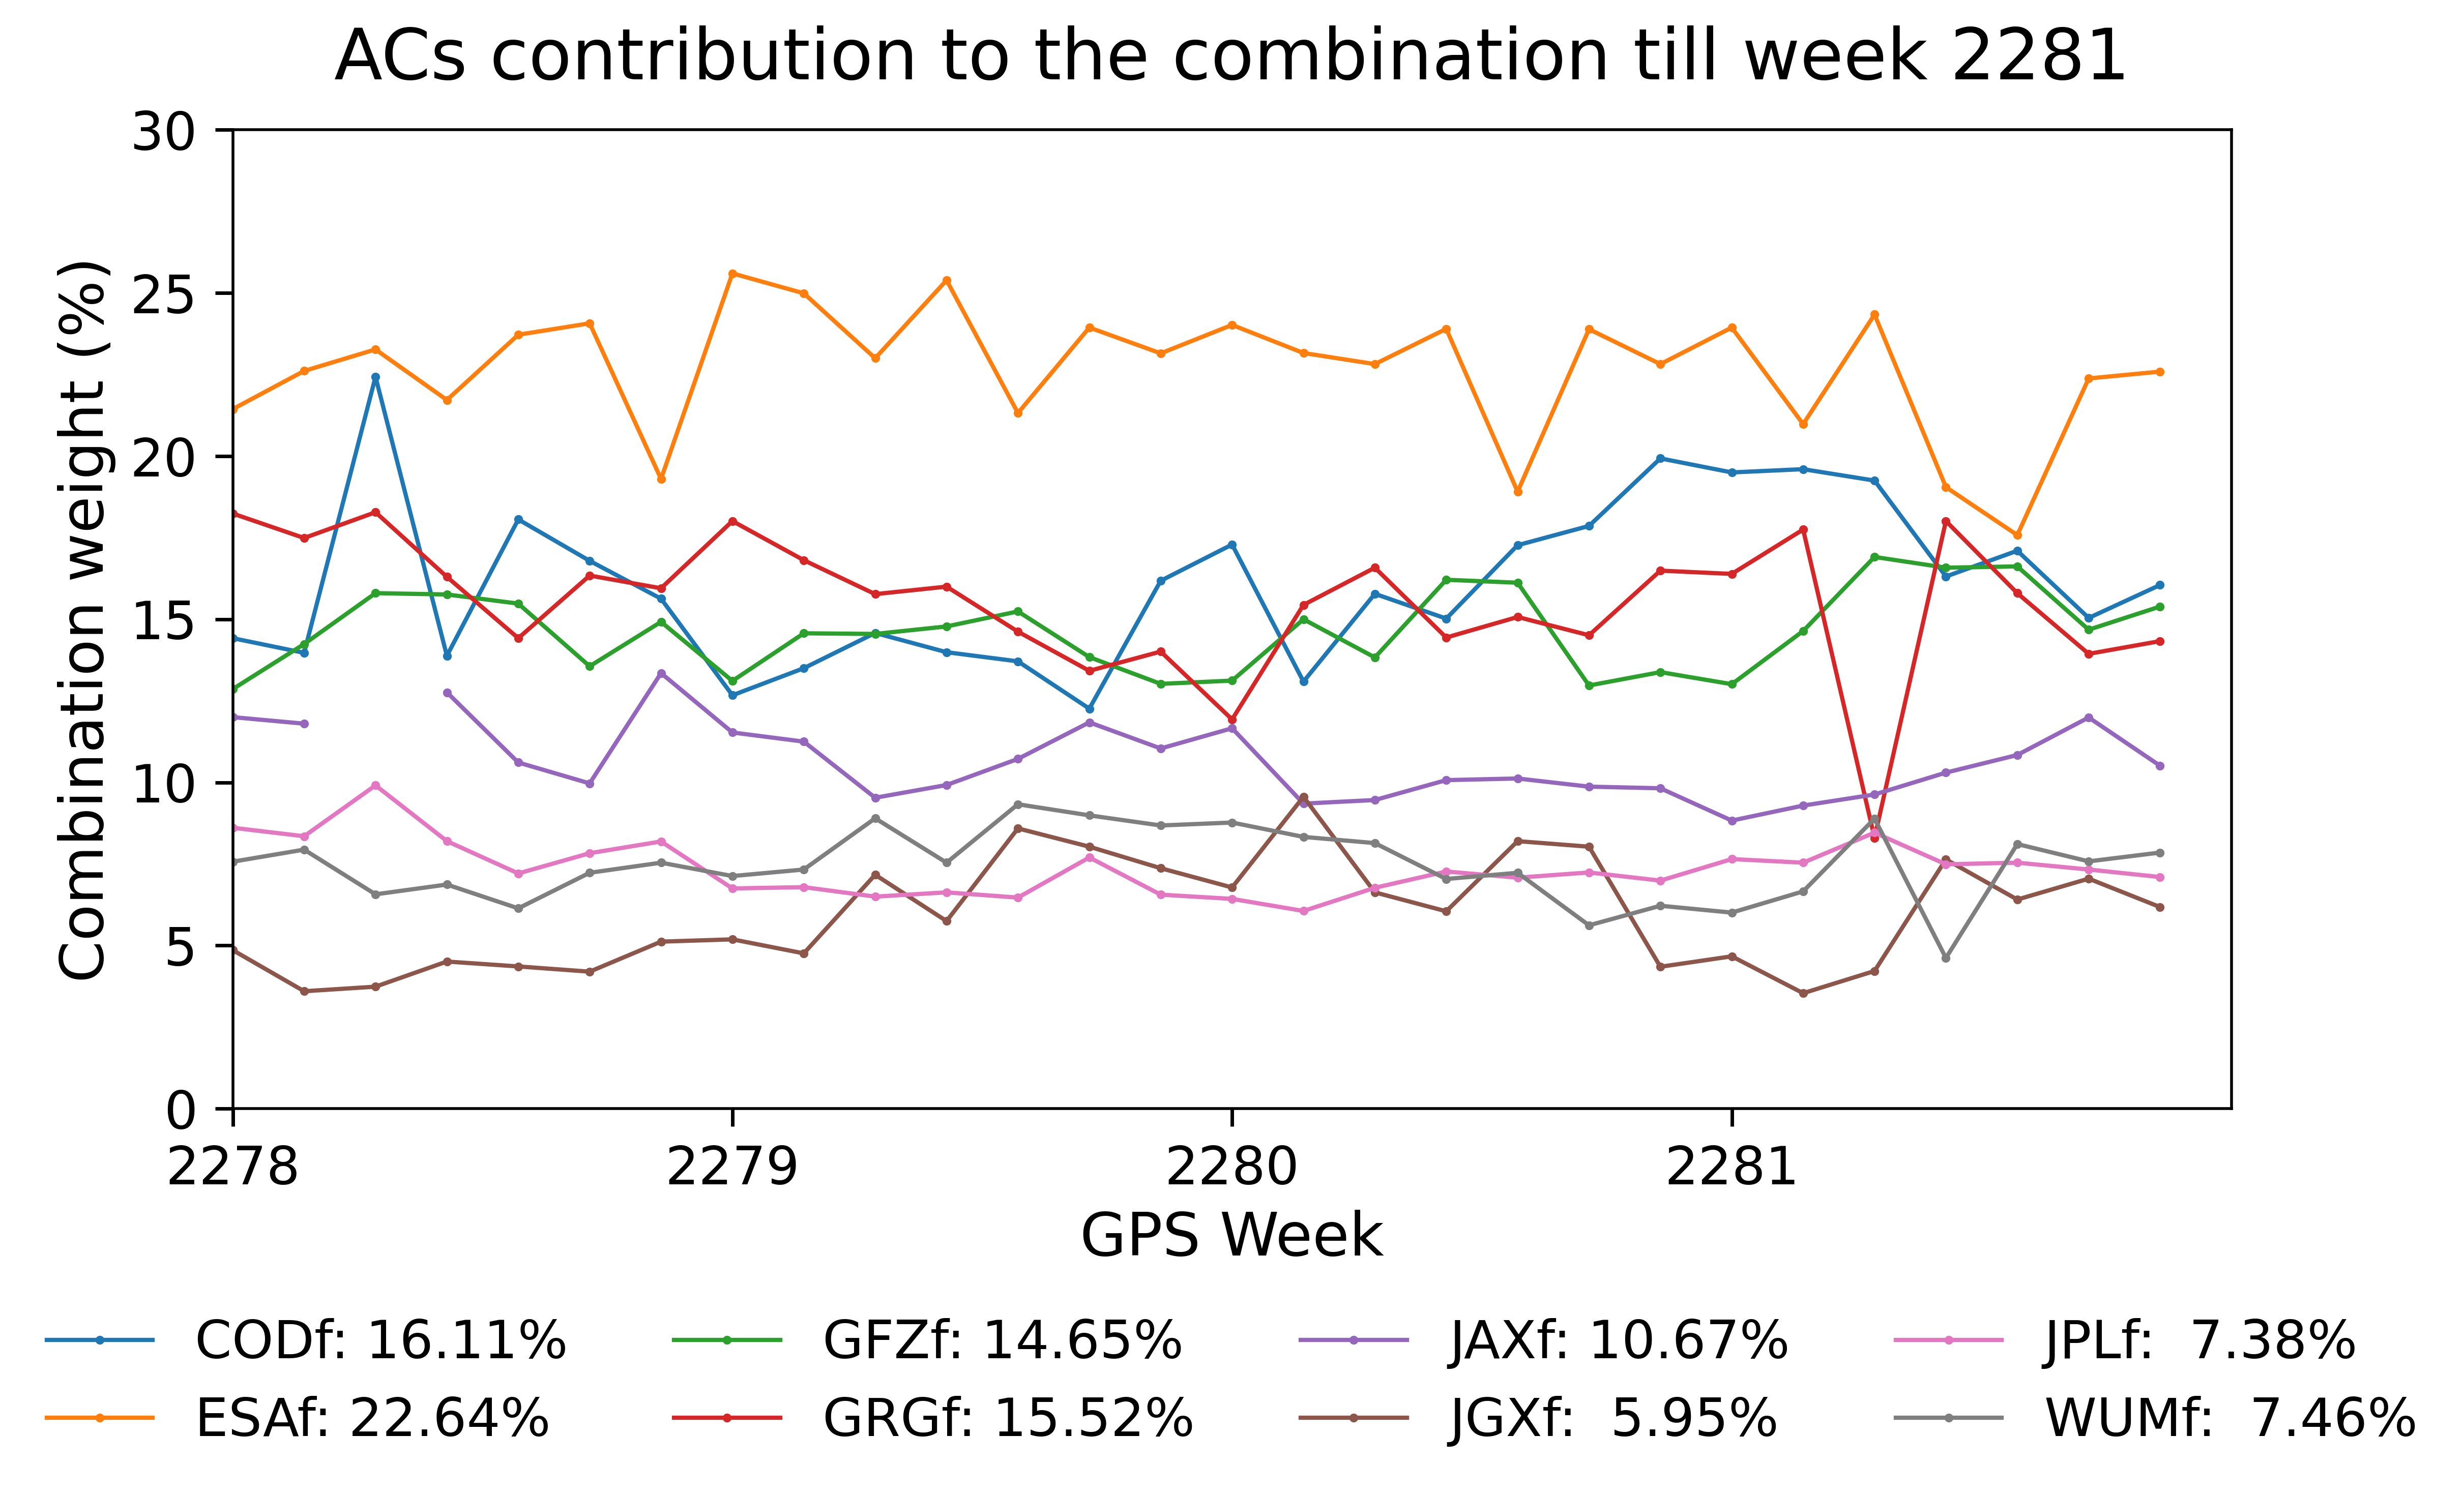 ACs contribution to the combination till week 2281
Combination weight (%)
30
25
20
15
10
5
0
2278 2279 2280 2281
GPS Week
CODf: 16.11% GFZf: 14.65% JAXf: 10.67% JPLf: 7.38%
ESAf: 22.64% GRGf: 15.52% JGXf: 5.95% WUMf: 7.46%